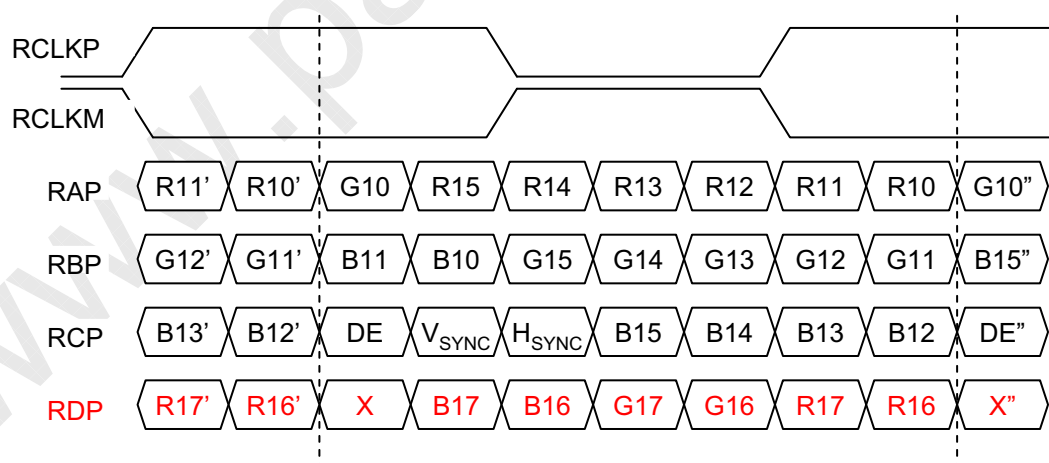 RCLKP
RCLKM
RAP R11' R10' G10 R15 R14 R13 R12 R11 R10 G10”
RBP G12' G11' B11 B10 G15 G14 G13 G12 G11 B15”
RCP B13' B12' DE VSYNC HSYNC B15 B14 B13 B12 DE”
RDP R17' R16' X B17 B16 G17 G16 R17 R16 X”